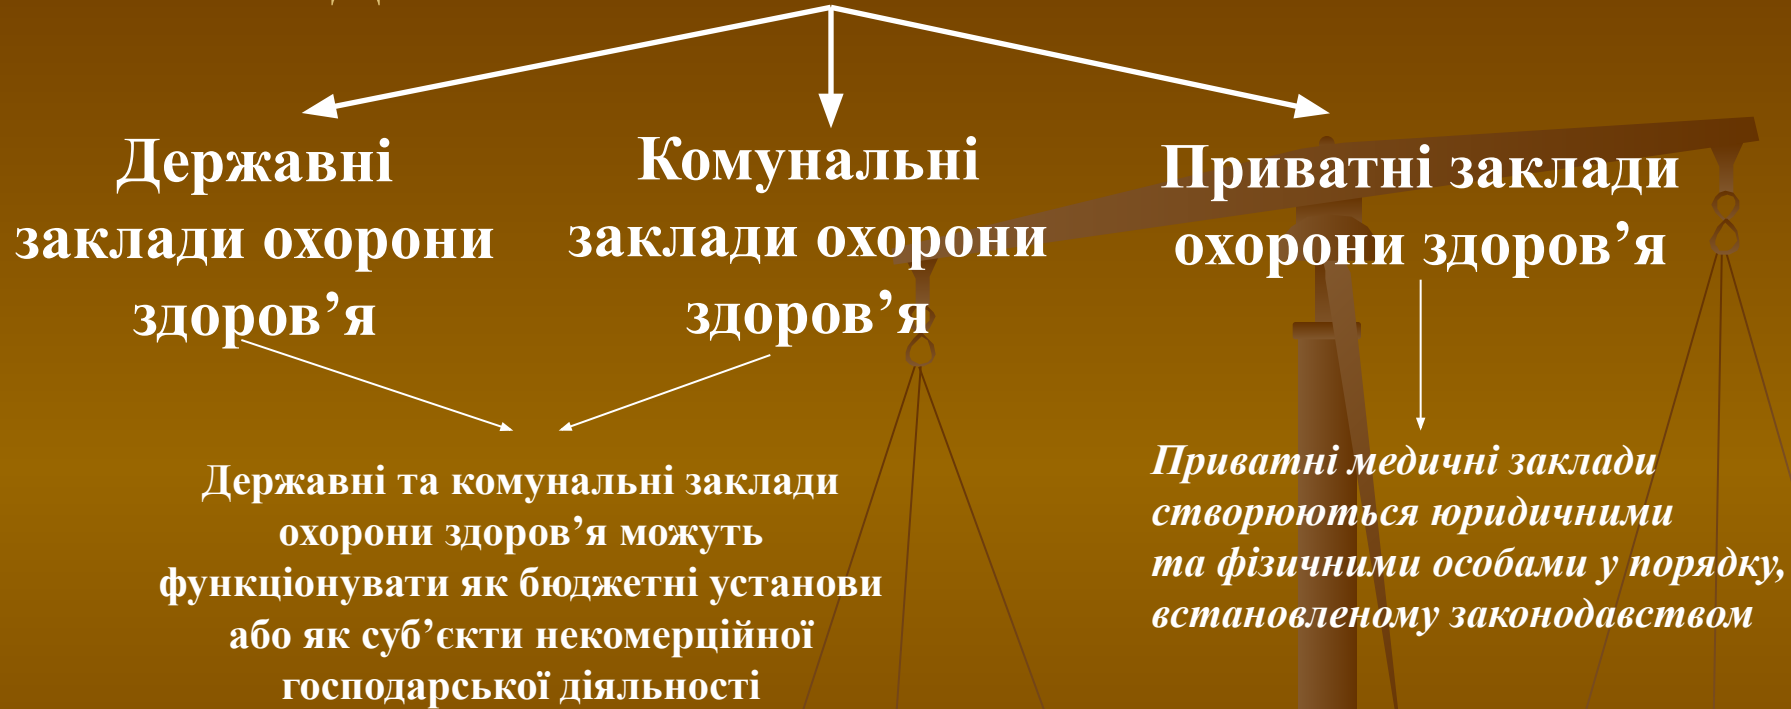 Державні
заклади охорони
здоров’я
Комунальні
заклади охорони
здоров’я
Приватні заклади
охорони здоров’я
Державні та комунальні заклади
охорони здоров’я можуть
функціонувати як бюджетні установи
або як суб’єкти некомерційної
господарської діяльності
Приватні медичні заклади
створюються юридичними
та фізичними особами у порядку,
встановленому законодавством